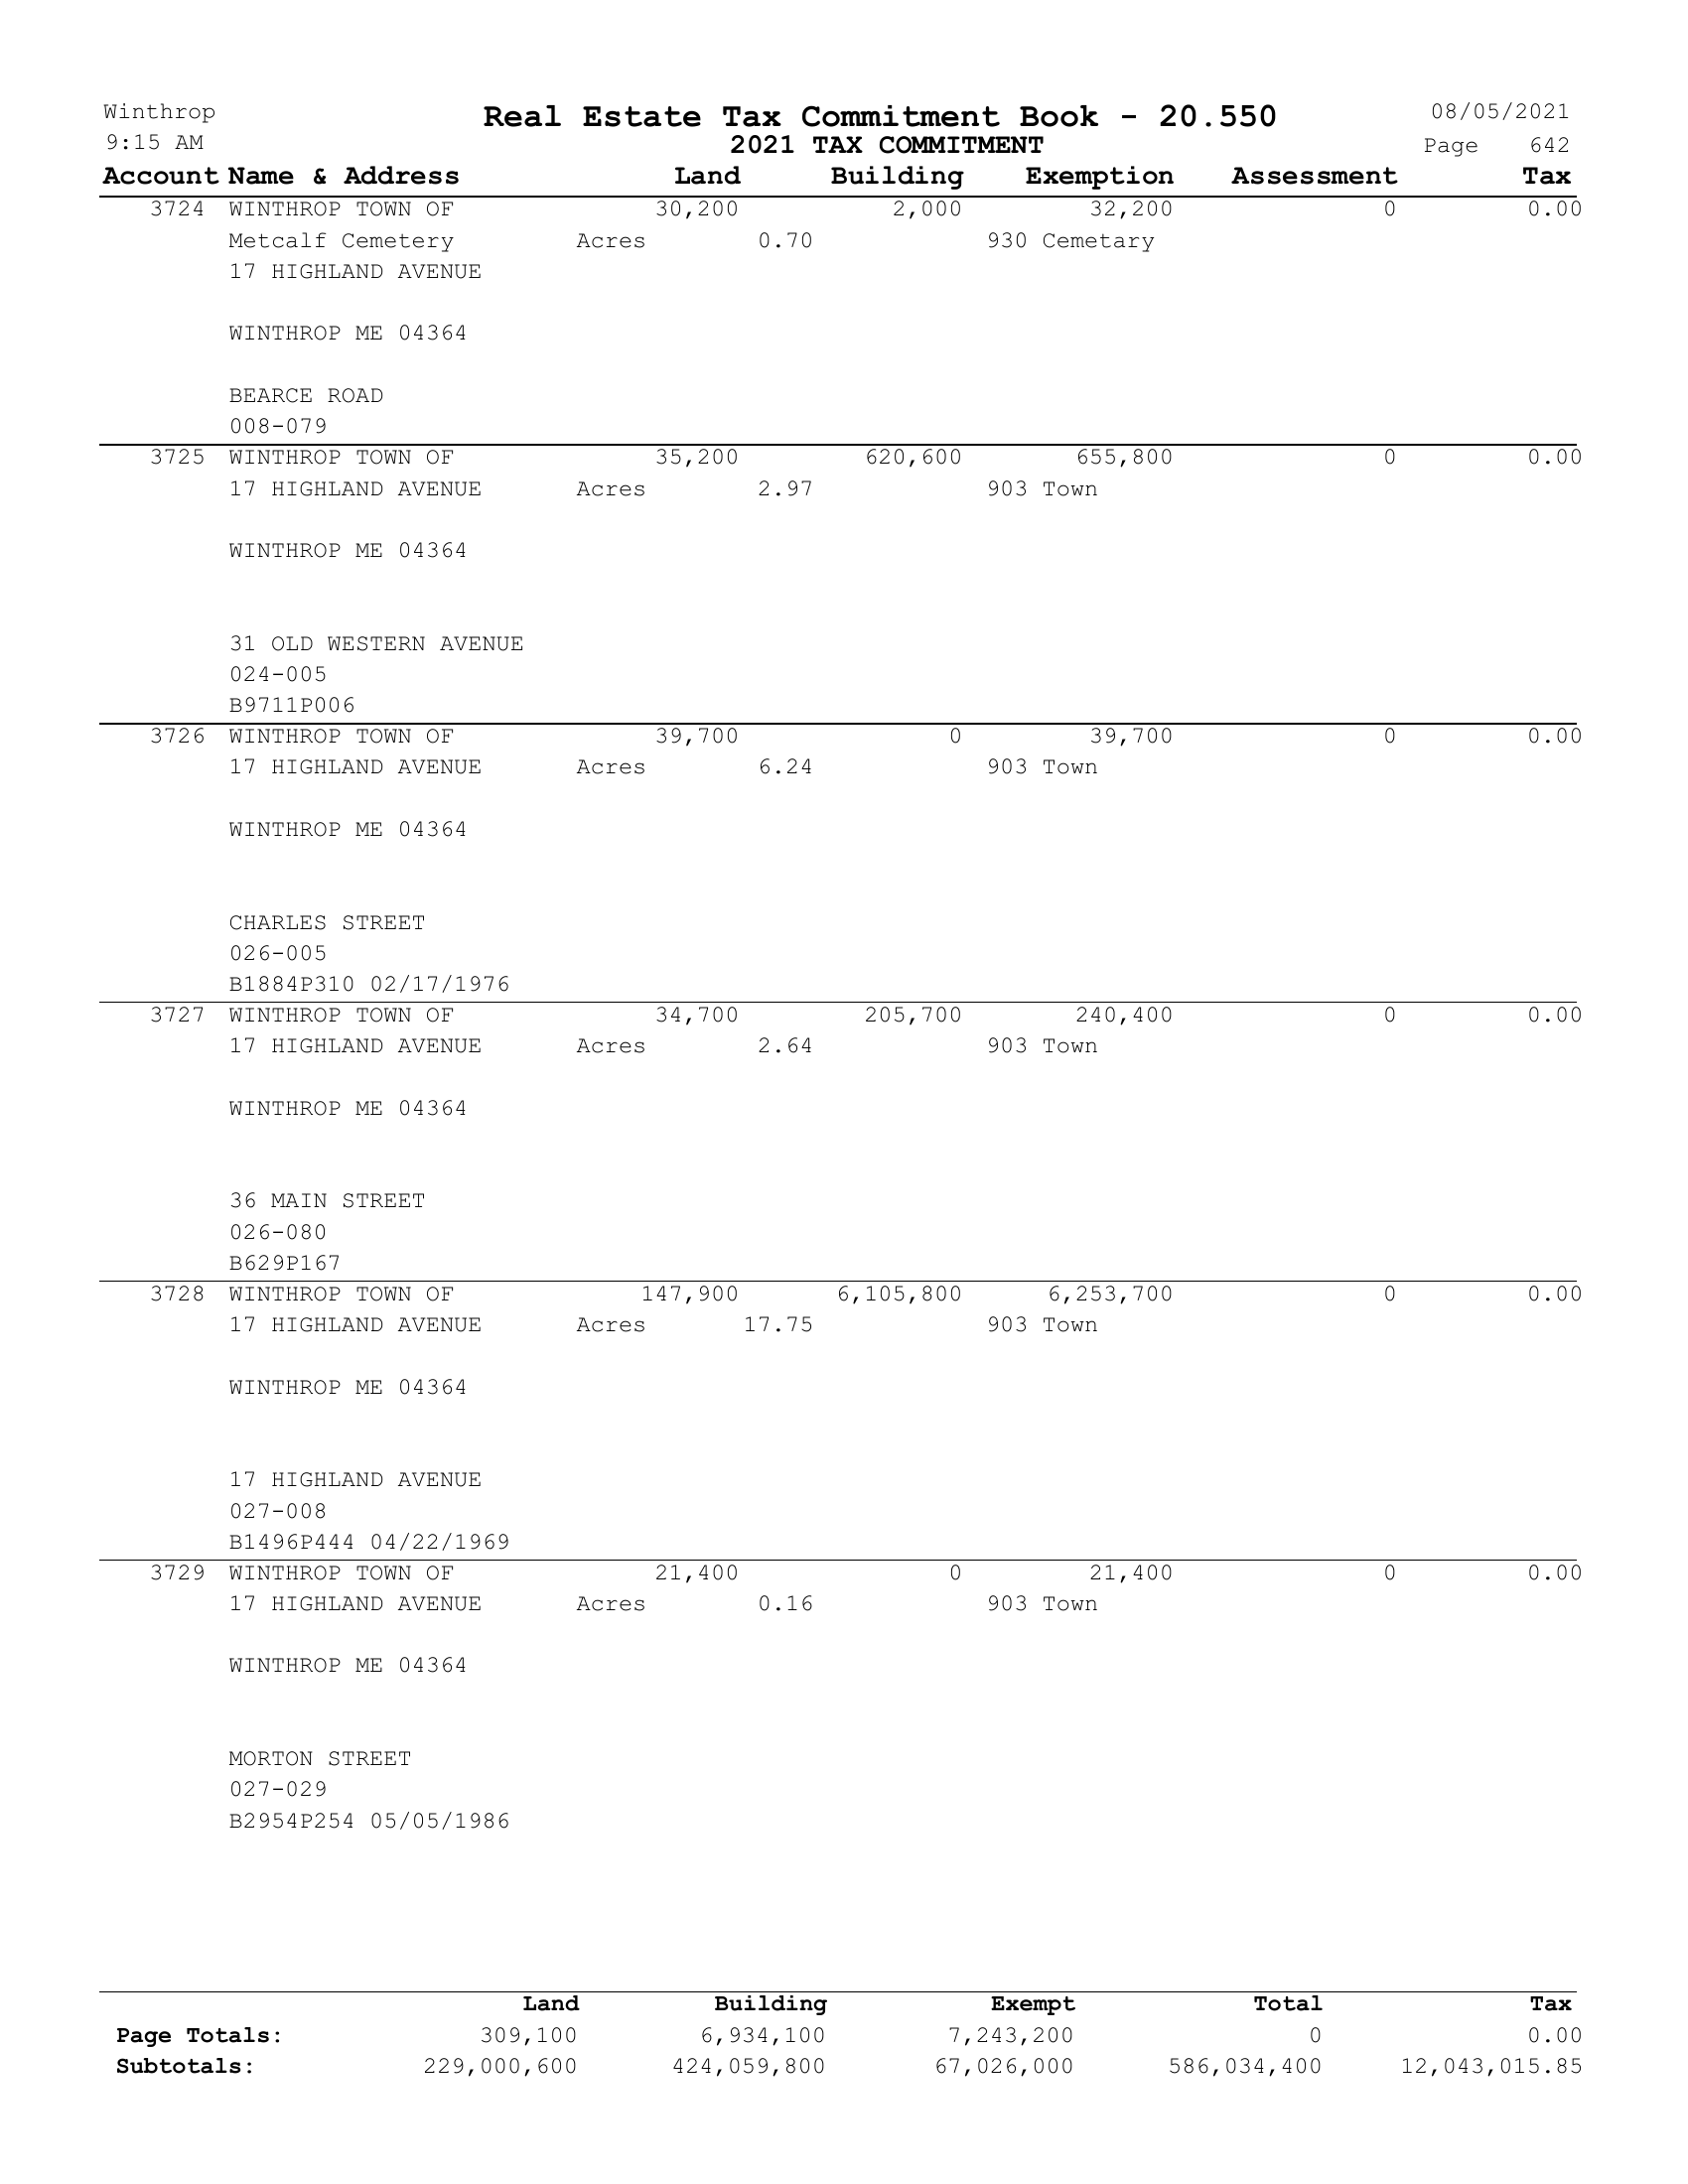 Winthrop Real Estate Tax Commitment Book - 20.550 08/05/2021
9:15 AM 2021 TAX COMMITMENT Page 642
Account Name & Address Land Building Exemption Assessment Tax
3724 WINTHROP TOWN OF 30,200 2,000 32,200 0 0.00
Metcalf Cemetery Acres 0.70 930 Cemetary
17 HIGHLAND AVENUE
WINTHROP ME 04364
BEARCE ROAD
008-079
3725 WINTHROP TOWN OF 35,200 620,600 655,800 0 0.00
17 HIGHLAND AVENUE Acres 2.97 903 Town
WINTHROP ME 04364
31 OLD WESTERN AVENUE
024-005
B9711P006
3726 WINTHROP TOWN OF 39,700 0 39,700 0 0.00
17 HIGHLAND AVENUE Acres 6.24 903 Town
WINTHROP ME 04364
CHARLES STREET
026-005
B1884P310 02/17/1976
3727 WINTHROP TOWN OF 34,700 205,700 240,400 0 0.00
17 HIGHLAND AVENUE Acres 2.64 903 Town
WINTHROP ME 04364
36 MAIN STREET
026-080
B629P167
3728 WINTHROP TOWN OF 147,900 6,105,800 6,253,700 0 0.00
17 HIGHLAND AVENUE Acres 17.75 903 Town
WINTHROP ME 04364
17 HIGHLAND AVENUE
027-008
B1496P444 04/22/1969
3729 WINTHROP TOWN OF 21,400 0 21,400 0 0.00
17 HIGHLAND AVENUE Acres 0.16 903 Town
WINTHROP ME 04364
MORTON STREET
027-029
B2954P254 05/05/1986
Land Building Exempt Total Tax
Page Totals: 309,100 6,934,100 7,243,200 0 0.00
Subtotals: 229,000,600 424,059,800 67,026,000 586,034,400 12,043,015.85